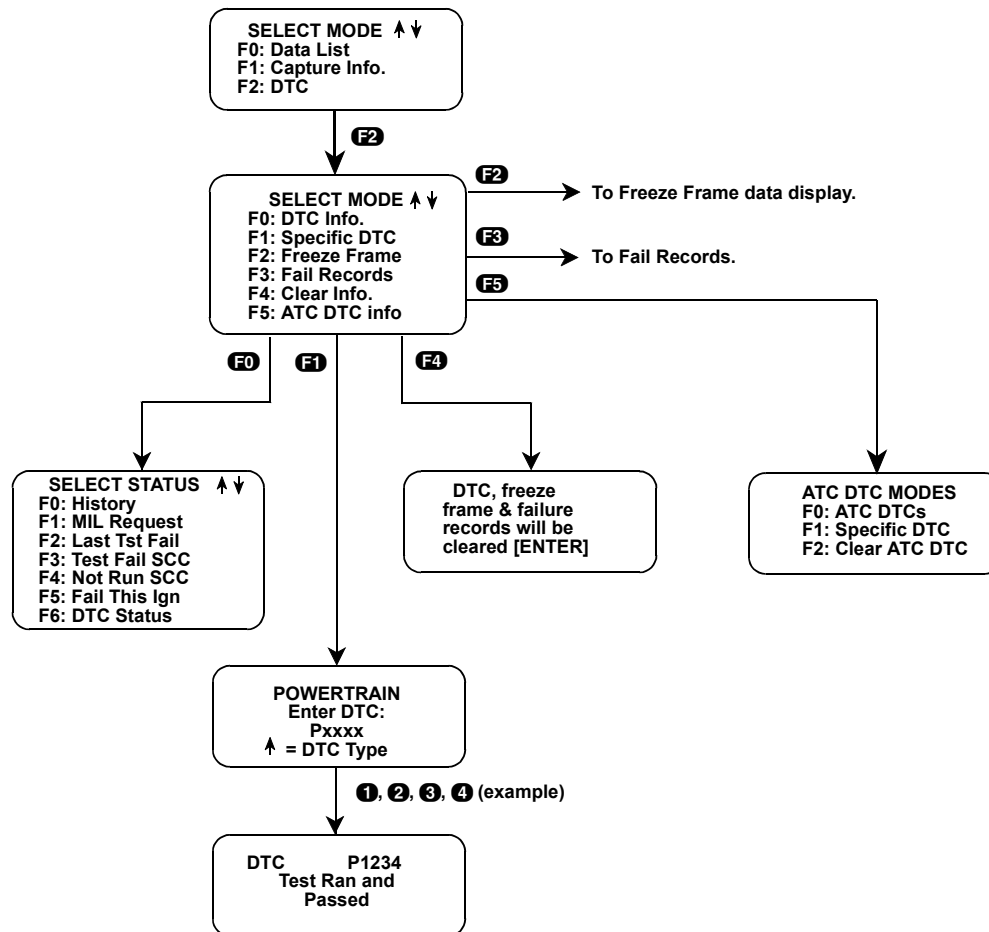 SELECT MODE
F0: Data List
F1: Capture Info.
F2: DTC
F2
SELECT MODE
F0: DTC Info.
F1: Specific DTC
F2: Freeze Frame
F3: Fail Records
F4: Clear Info.
F5: ATC DTC info
F2
To Freeze Frame data display.
F3
To Fail Records.
F5
F0
F1
F4
SELECT STATUS
F0: History
F1: MIL Request
F2: Last Tst Fail
F3: Test Fail SCC
F4: Not Run SCC
F5: Fail This Ign
F6: DTC Status
DTC, freeze
frame & failure
records will be
cleared [ENTER]
ATC DTC MODES
F0: ATC DTCs
F1: Specific DTC
F2: Clear ATC DTC
POWERTRAIN
Enter DTC:
Pxxxx
= DTC Type
1, 2, 3, 4 (example)
DTC P1234
Test Ran and
Passed